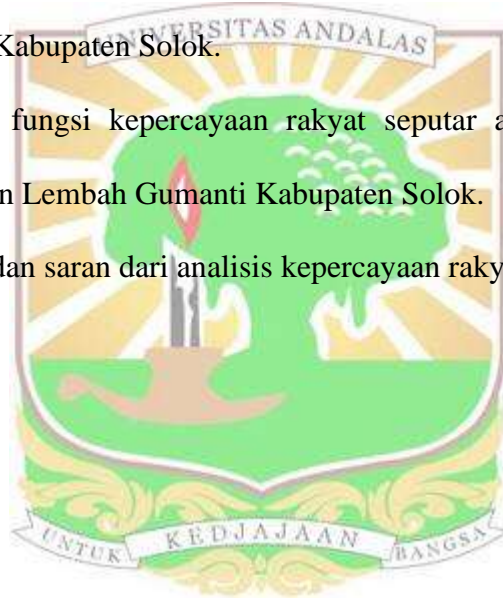 UNIVERSITAS ANDALAS
Kabupaten Solok.
fungsi kepercayaan rakyat seputar
Lembah Gumanti Kabupaten Solok.
dan saran dari analisis kepercayaan
UNTUK KEDJAJAAN BANGSA